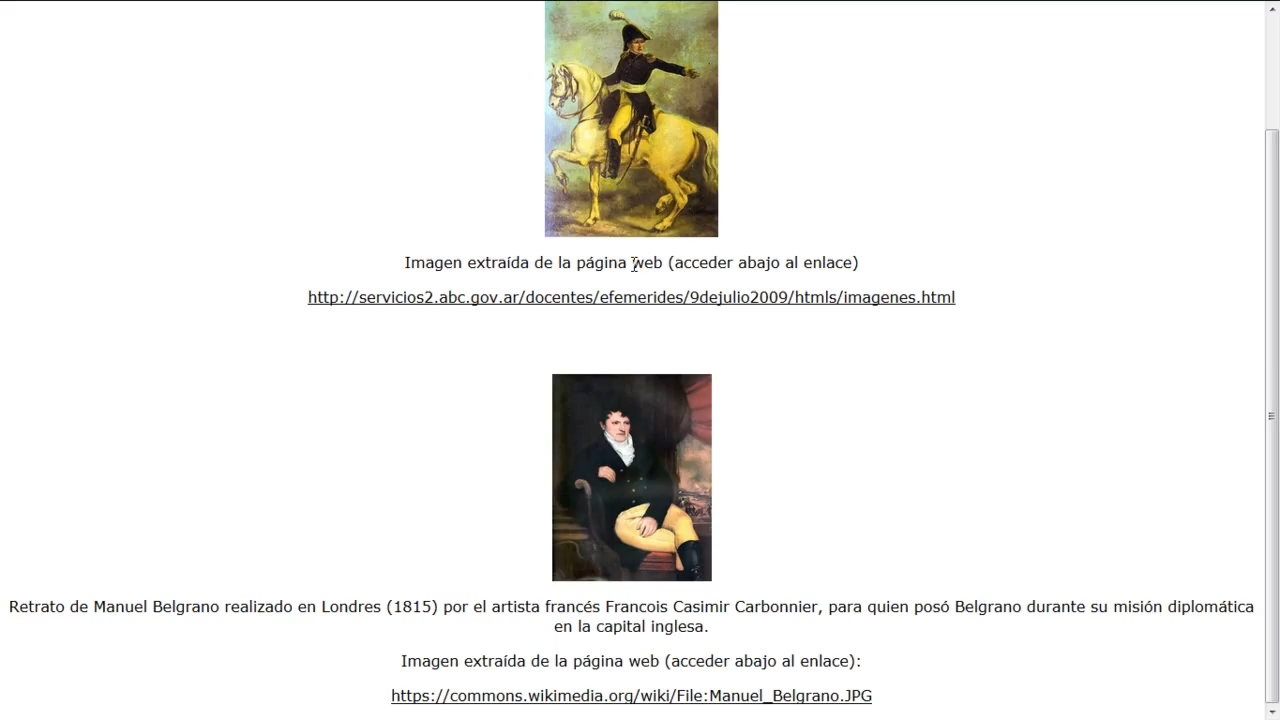 Imagen extraída de la página web (acceder abajo al enlace)
http://servicios2.abc.gov.ar/docentes/efemerides/9dejulio2009/htmls/imagenes.html
Retrato de Manuel Belgrano realizado en Londres (1815) por el artista francés Francois Casimir Carbonnier, para quien posó Belgrano durante su misión diplomática
en la capital inglesa.
Imagen extraída de la página web (acceder abajo al enlace):
https://commons.wikimedia.org/wiki/File:Manuel_Belgrano.JPG